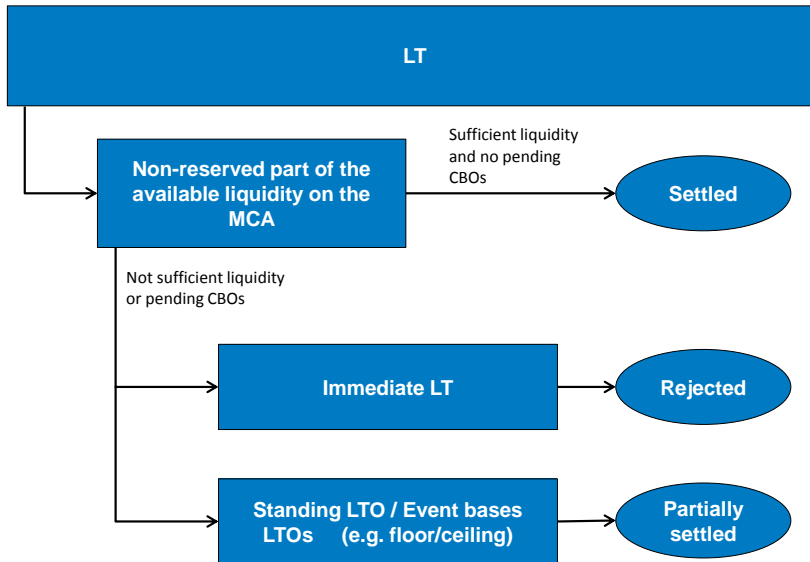 LT
Sufficient liquidity
and no pending
CBOs
Non-reserved part of the
available liquidity on the
MCA
Settled
Not sufficient liquidity
or pending CBOs
Immediate LT
Rejected
Standing LTO / Event bases
LTOs (e.g. floor/ceiling)
Partially
settled